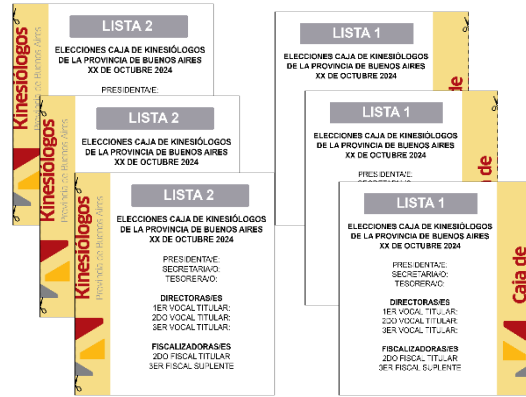 LISTA 2
ELECCIONES CAJA DE KINESIÓLOGOS
DE LA PROVINCIA DE BUENOS AIRES
XX DE OCTUBRE 2024
PRESIDENTA/E:
Kinesiólogos
Provincia de Buenos Aires
LISTA 2
ELECCIONES CAJA DE KINESIÓLOGOS
DE LA PROVINCIA DE BUENOS AIRES
XX DE OCTUBRE 2024
Kinesiólogos
Provincia de Buenos Aires
LISTA 2
ELECCIONES CAJA DE KINESIÓLOGOS
DE LA PROVINCIA DE BUENOS AIRES
XX DE OCTUBRE 2024
PRESIDENTA/E:
SECRETARIA/O:
TESORERA/O:
DIRECTORAS/ES
1ER VOCAL TITULAR:
2DO VOCAL TITULAR:
3ER VOCAL TITULAR:
FISCALIZADORAS/ES
2DO FISCAL TITULAR
3ER FISCAL SUPLENTE
Kinesiólogos
Provincia de Buenos Aires
LISTA 1
ELECCIONES CAJA DE KINESIÓLOGOS
DE LA PROVINCIA DE BUENOS AIRES
XX DE OCTUBRE 2024
de
LISTA 1
ELECCIONES CAJA DE KINESIÓLOGOS
DE LA PROVINCIA DE BUENOS AIRES
XX DE OCTUBRE 2024
PRESIDENTA/E:
de
LISTA 1
ELECCIONES CAJA DE KINESIÓLOGOS
DE LA PROVINCIA DE BUENOS AIRES
XX DE OCTUBRE 2024
PRESIDENTA/E:
SECRETARIA/O:
TESORERA/O:
DIRECTORAS/ES
1ER VOCAL TITULAR:
2DO VOCAL TITULAR:
3ER VOCAL TITULAR:
FISCALIZADORAS/ES
2DO FISCAL TITULAR
3ER FISCAL SUPLENTE
Caja de